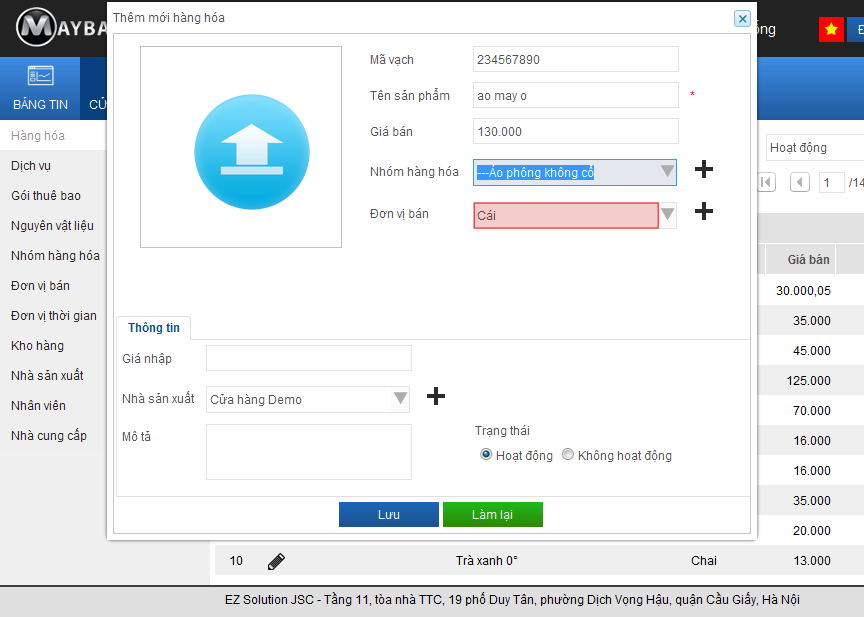 MAYBA
BẢNG TIN
CỬ
Hàng hóa
Dịch vụ
Gói thuê bao
Nguyên vật liệu
Nhóm hàng hóa
Đơn vị bán
Đơn vị thời gian
Kho hàng
Nhà sản xuất
Nhân viên
Nhà cung cấp
Thêm mới hàng hóa
Mã vạch 234567890
Tên sản phẩm ao may o *
Giá bán 130.000
Nhóm hàng hóa ---Áo phông không cổ
Đơn vị bán Cái
Thông tin
Giá nhập
Nhà sản xuất Cửa hàng Demo
Mô tả
Trạng thái
Hoạt động Không hoạt động
Lưu Làm lại
Hoạt động
1 /14
Giá bán
30.000,05
35.000
45.000
125.000
70.000
16.000
16.000
35.000
20.000
10 Trà xanh 0° Chai 13.000
EZ Solution JSC - Tầng 11, tòa nhà TTC, 19 phố Duy Tân, phường Dịch Vọng Hậu, quận Cầu Giấy, Hà Nội